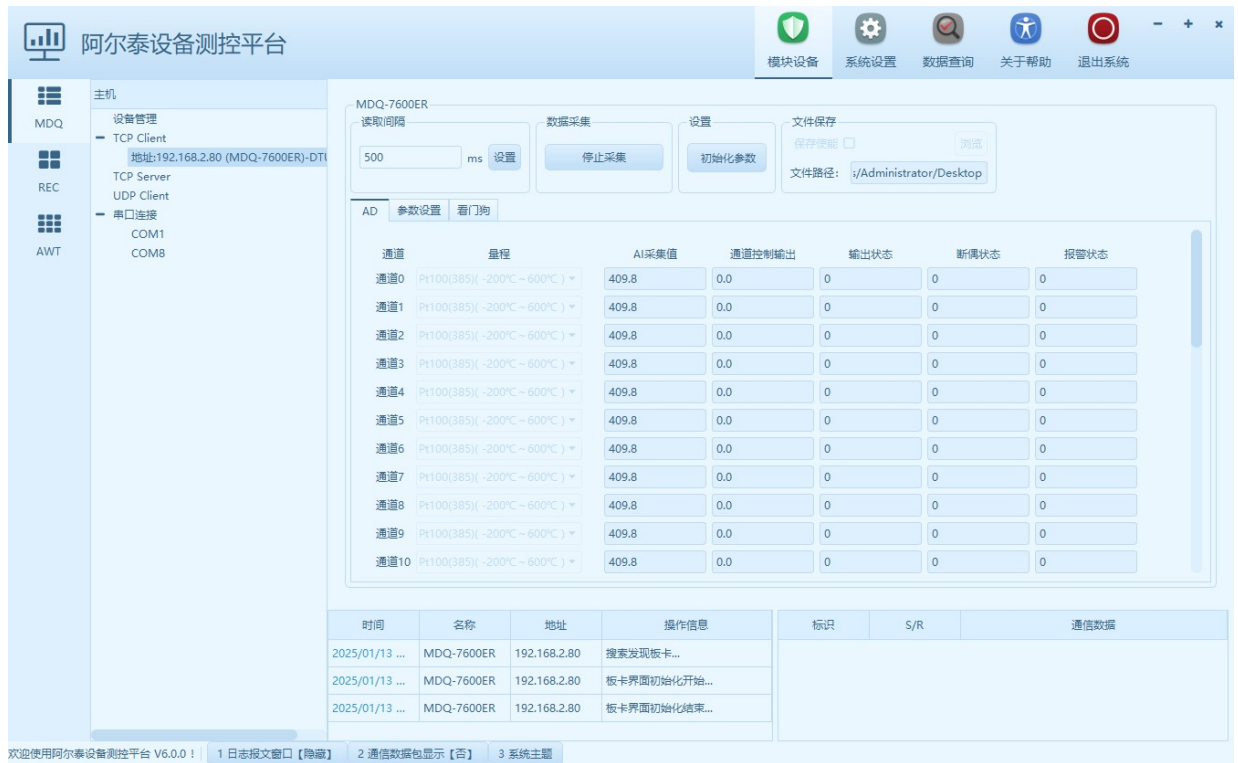 阿尔泰设备测控平台
模块设备 系统设置 数据查询 关于帮助 退出系统
MDQ
REC
AWT
主机
设备管理
TCP Client
地址:192.168.2.80 (MDQ-7600ER)-DTU
TCP Server
UDP Client
串口连接
COM1
COM8
MDQ-7600ER
读取间隔 数据采集 设置 文件保存
保存使能 浏览
500 ms 设置 停止采集 初始化参数
文件路径: s/Administrator/Desktop
AD 参数设置 看门狗
通道 量程 AI采集值 通道控制输出 输出状态 断偶状态 报警状态
通道0 Pt100(385)( -200℃～600℃ ) 409.8 0.0 0 0 0
通道1 Pt100(385)( -200℃～600℃ ) 409.8 0.0 0 0 0
通道2 Pt100(385)( -200℃～600℃ ) 409.8 0.0 0 0 0
通道3 Pt100(385)( -200℃～600℃ ) 409.8 0.0 0 0 0
通道4 Pt100(385)( -200℃～600℃ ) 409.8 0.0 0 0 0
通道5 Pt100(385)( -200℃～600℃ ) 409.8 0.0 0 0 0
通道6 Pt100(385)( -200℃～600℃ ) 409.8 0.0 0 0 0
通道7 Pt100(385)( -200℃～600℃ ) 409.8 0.0 0 0 0
通道8 Pt100(385)( -200℃～600℃ ) 409.8 0.0 0 0 0
通道9 Pt100(385)( -200℃～600℃ ) 409.8 0.0 0 0 0
通道10 Pt100(385)( -200℃～600℃ ) 409.8 0.0 0 0 0
时间 名称 地址 操作信息 标识 S/R 通信数据
2025/01/13 ... MDQ-7600ER 192.168.2.80 搜索发现板卡...
2025/01/13 ... MDQ-7600ER 192.168.2.80 板卡界面初始化开始...
2025/01/13 ... MDQ-7600ER 192.168.2.80 板卡界面初始化结束...
欢迎使用阿尔泰设备测控平台 V6.0.0！ 1 日志报文窗口【隐藏】 2 通信数据包显示【否】 3 系统主题